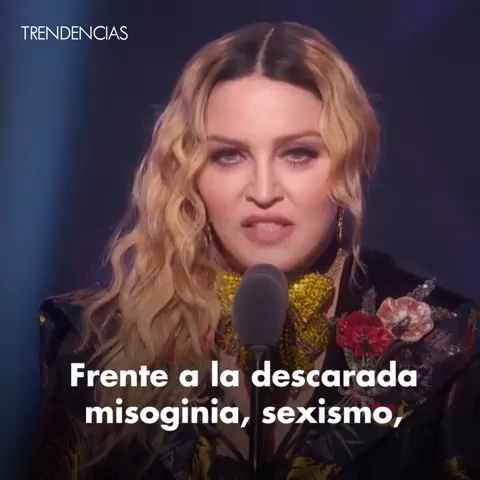 TRENDENCIAS
Frente a la descarada
misoginia, sexismo,